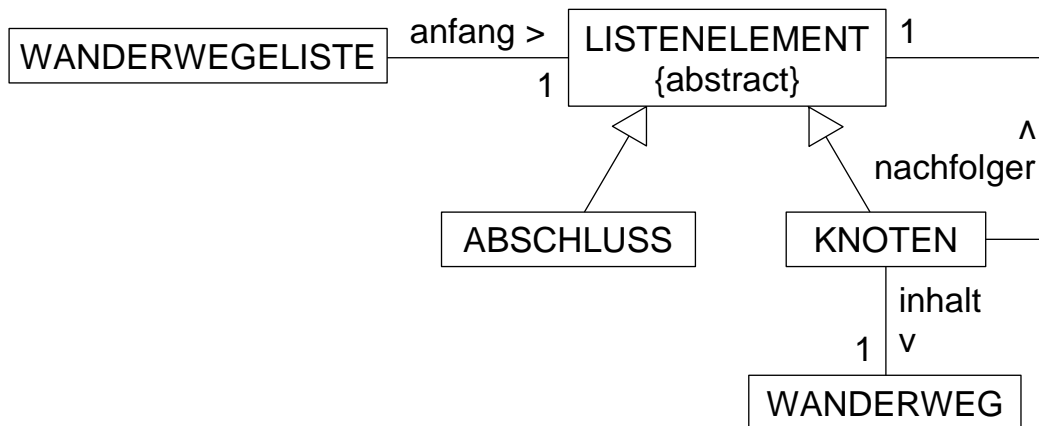 WANDERWEGELISTE
anfang >
1
LISTENELEMENT
{abstract}
1
ʌ
nachfolger
ABSCHLUSS
KNOTEN
inhalt
v
1
WANDERWEG